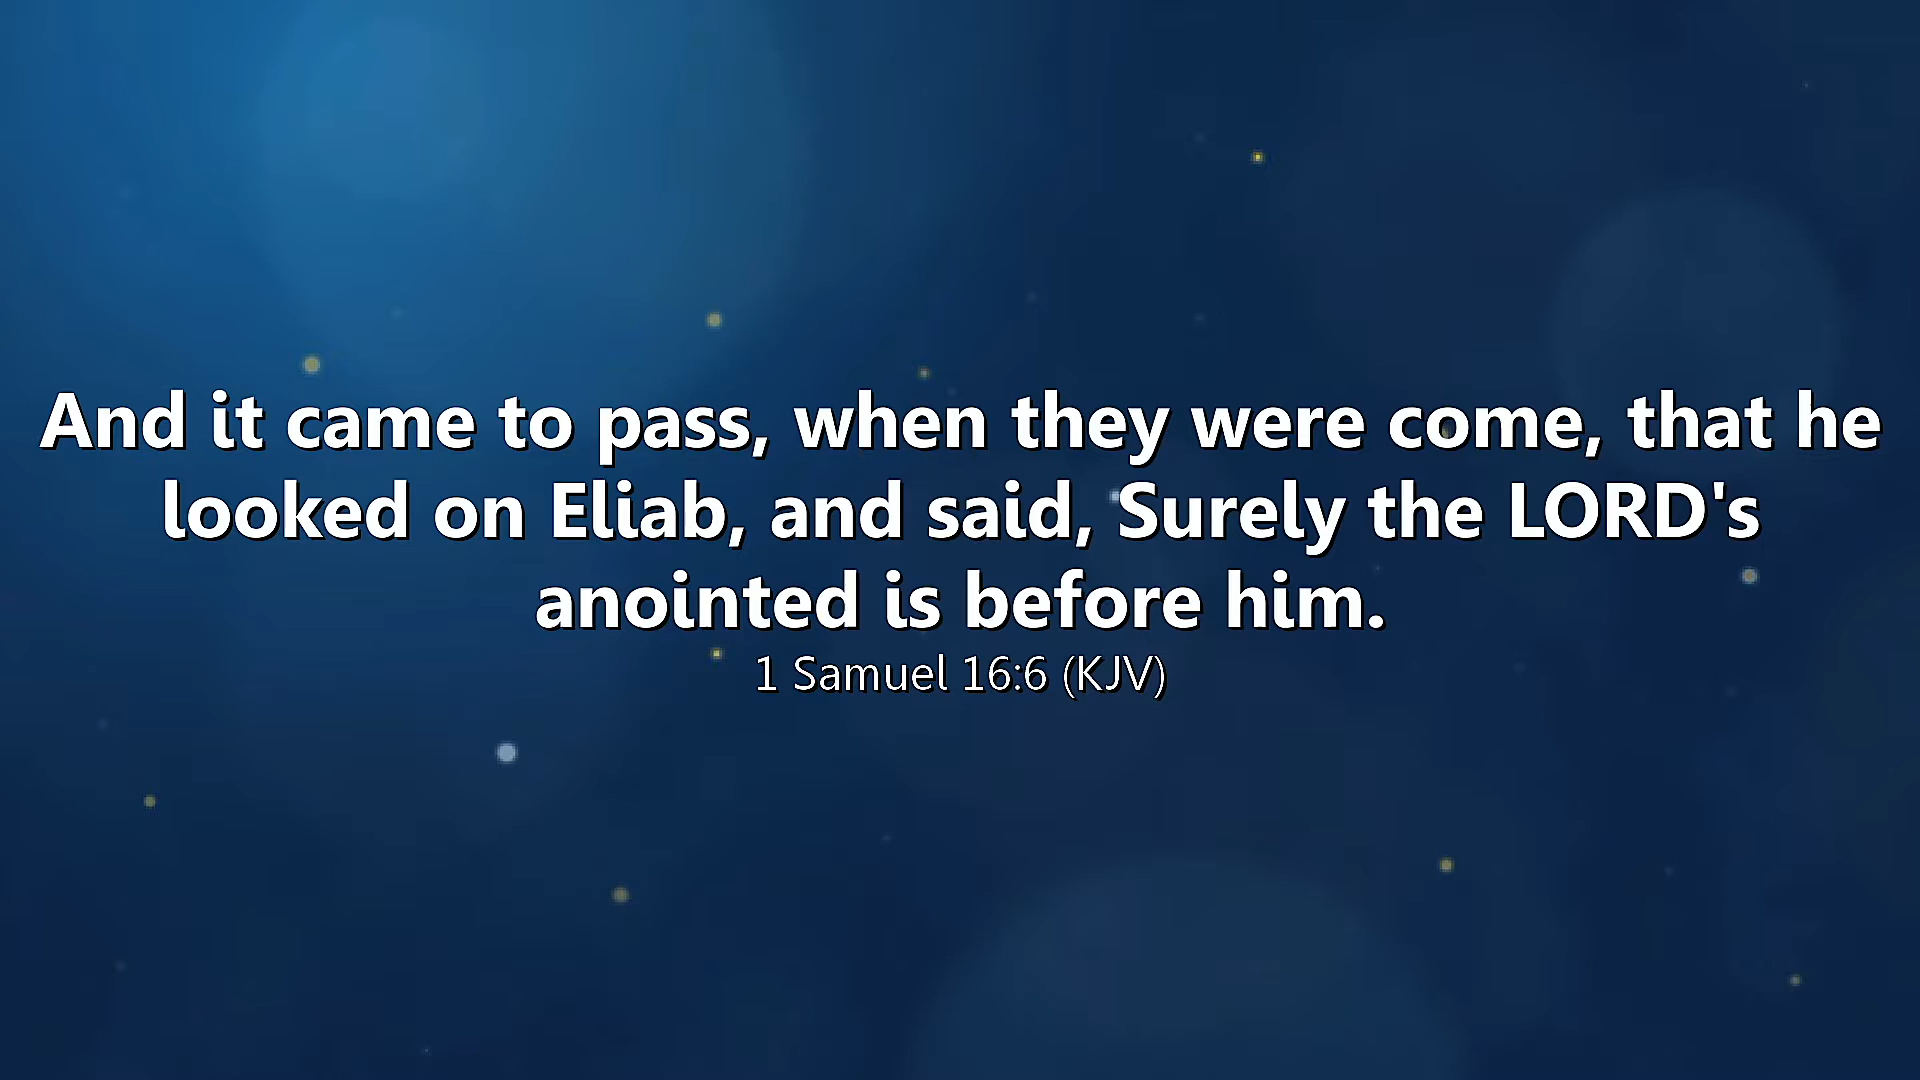 And it came to pass, when they were come, that he
looked on Eliab, and said, Surely the LORD's
anointed is before him.
1 Samuel 16:6 (KJV)